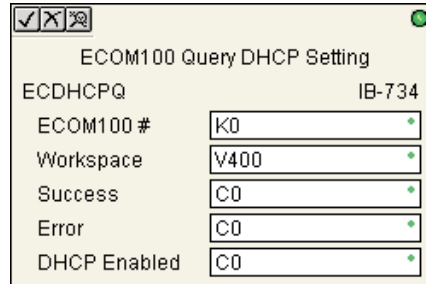 ECOM100 Query DHCP Setting
ECDHCPQ IB-734
ECOM100 # K0
Workspace V400
Success C0
Error C0
DHCP Enabled C0